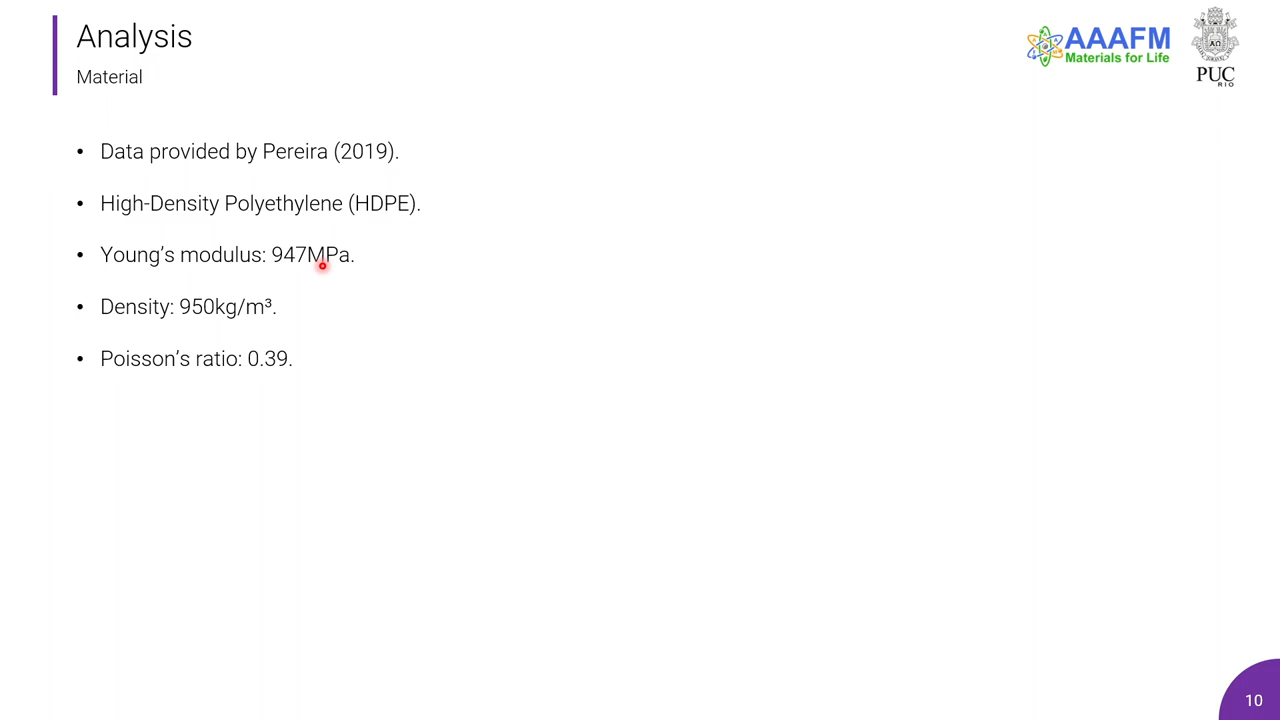 Analysis
Material
AAAFM
Materials for Life
ΑΩ
PUC
RIO
• Data provided by Pereira (2019).
• High-Density Polyethylene (HDPE).
• Young’s modulus: 947MPa.
• Density: 950kg/m³.
• Poisson’s ratio: 0.39.
10